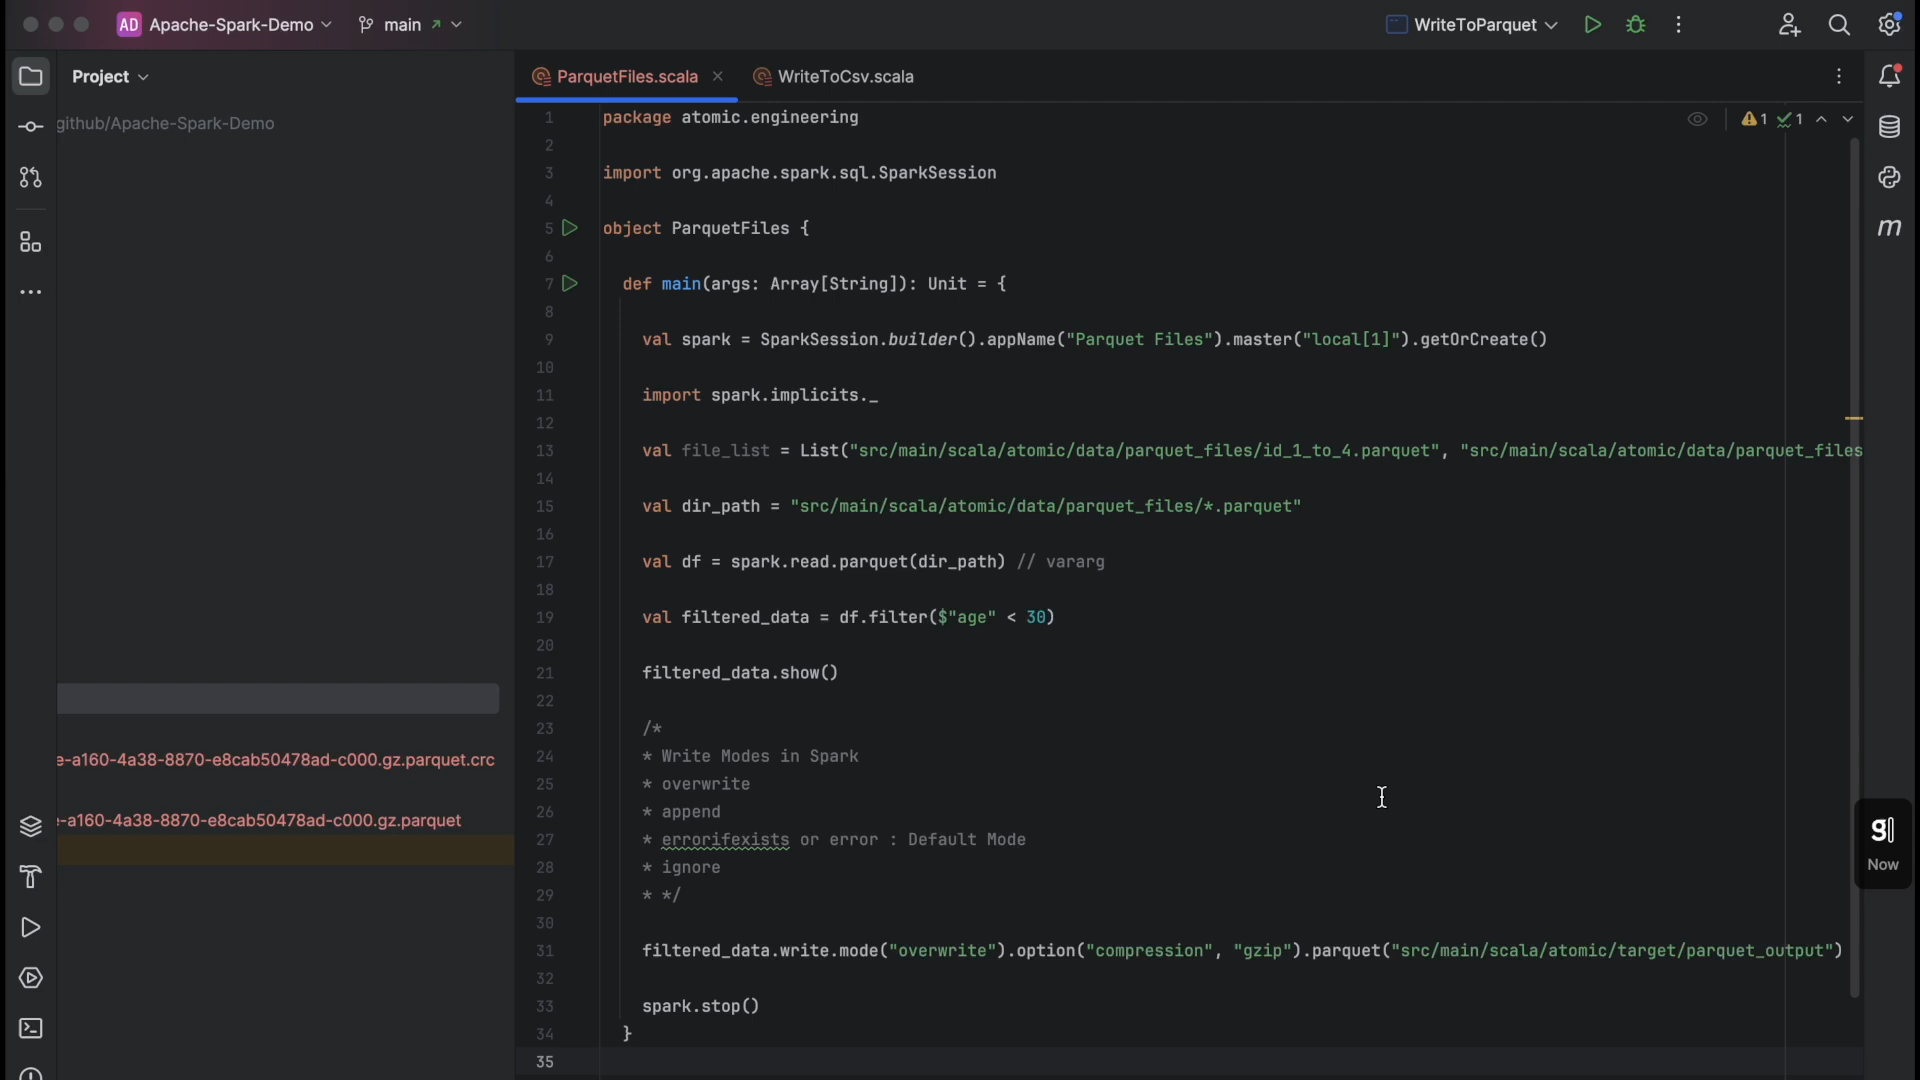 AD Apache-Spark-Demo main WriteToParquet
Project
ParquetFiles.scala WriteToCsv.scala
github/Apache-Spark-Demo
1 package atomic.engineering
1 1
2
3 import org.apache.spark.sql.SparkSession
4
5 object ParquetFiles {
6
7 def main(args: Array[String]): Unit = {
8
9 val spark = SparkSession.builder().appName("Parquet Files").master("local[1]").getOrCreate()
10
11 import spark.implicits._
12
13 val file_list = List("src/main/scala/atomic/data/parquet_files/id_1_to_4.parquet", "src/main/scala/atomic/data/parquet_files
14
15 val dir_path = "src/main/scala/atomic/data/parquet_files/*.parquet"
16
17 val df = spark.read.parquet(dir_path) // vararg
18
19 val filtered_data = df.filter($"age" < 30)
20
21 filtered_data.show()
22
23 /*
24 * Write Modes in Spark
25 * overwrite
26 * append
27 * errorifexists or error : Default Mode
28 * ignore
29 * */
30
31 filtered_data.write.mode("overwrite").option("compression", "gzip").parquet("src/main/scala/atomic/target/parquet_output")
32
33 spark.stop()
34 }
35
e-a160-4a38-8870-e8cab50478ad-c000.gz.parquet.crc
-a160-4a38-8870-e8cab50478ad-c000.gz.parquet
m
g
Now